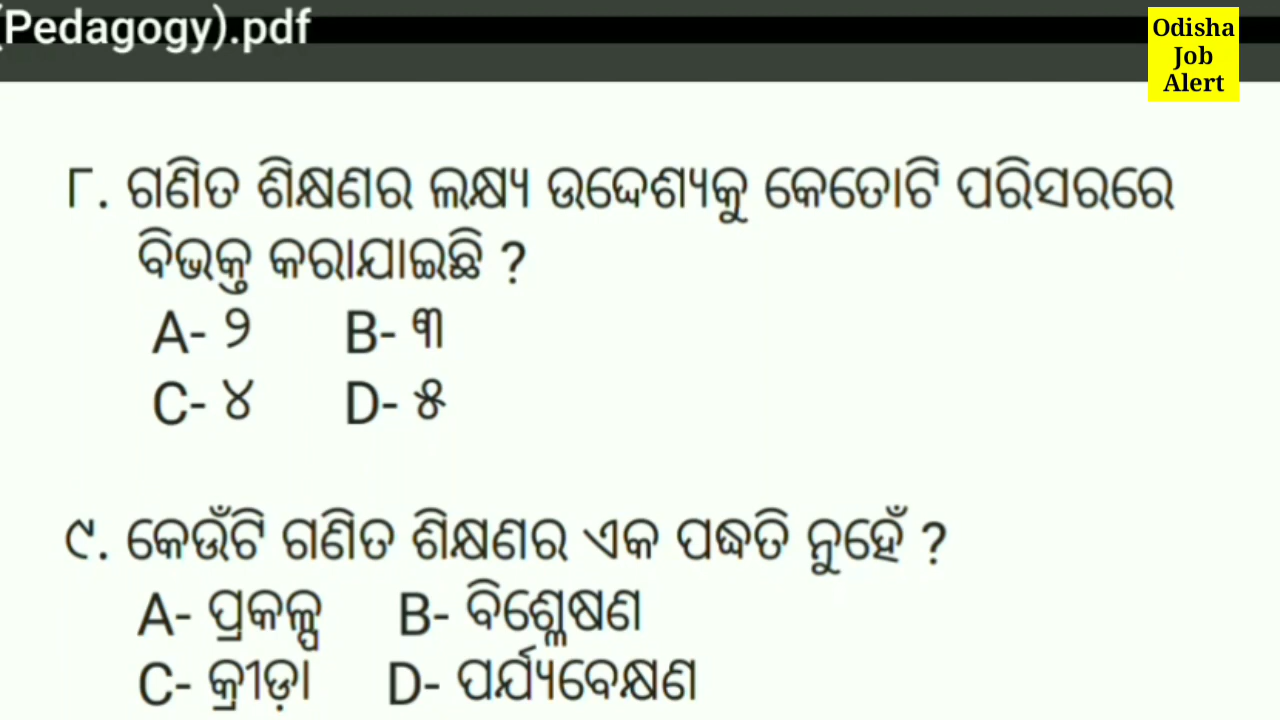 (Pedagogy).pdf
Odisha
Job
Alert
୮. ଗଣିତ ଶିକ୍ଷଣର ଲକ୍ଷ୍ୟ ଉଦ୍ଦେଶ୍ୟକୁ କେତୋଟି ପରିସରରେ
ବିଭକ୍ତ କରାଯାଇଛି ?
A- ୨ B- ୩
C- ୪ D- ୫
୯. କେଉଁଟି ଗଣିତ ଶିକ୍ଷଣର ଏକ ପଦ୍ଧତି ନୁହେଁ ?
A- ପ୍ରକଳ୍ପ B- ବିଶ୍ଳେଷଣ
C- କ୍ରୀଡ଼ା D- ପର୍ଯ୍ୟବେକ୍ଷଣ